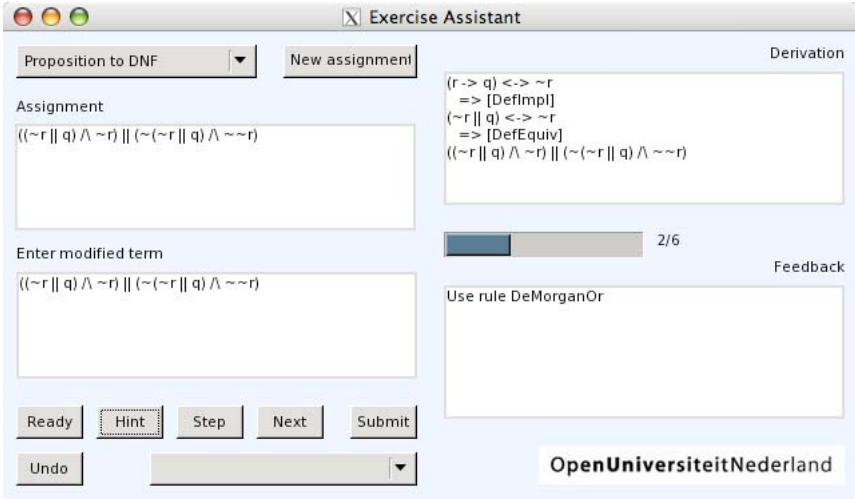 X Exercise Assistant
Proposition to DNF
New assignment
Assignment
((~r || q) /\ ~r) || (~(~r || q) /\ ~~r)
Enter modified term
((~r || q) /\ ~r) || (~(~r || q) /\ ~~r)
Ready
Hint
Step
Next
Submit
Undo
Derivation
(r -> q) <-> ~r
=> [DefImpl]
(~r || q) <-> ~r
=> [DefEquiv]
((~r || q) /\ ~r) || (~(~r || q) /\ ~~r)
2/6
Feedback
Use rule DeMorganOr
OpenUniversiteitNederland